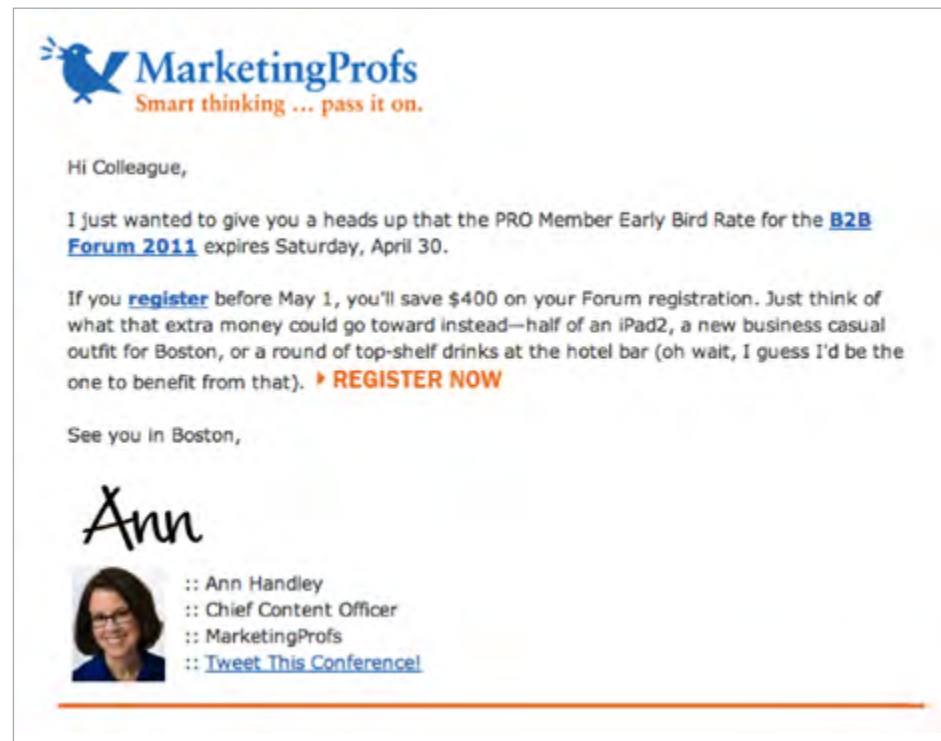 MarketingProfs
Smart thinking ... pass it on.
Hi Colleague,
I just wanted to give you a heads up that the PRO Member Early Bird Rate for the B2B
Forum 2011 expires Saturday, April 30.
If you register before May 1, you'll save $400 on your Forum registration. Just think of
what that extra money could go toward instead—half of an iPad2, a new business casual
outfit for Boston, or a round of top-shelf drinks at the hotel bar (oh wait, I guess I'd be the
one to benefit from that). REGISTER NOW
See you in Boston,
Ann
:: Ann Handley
:: Chief Content Officer
:: MarketingProfs
:: Tweet This Conference!